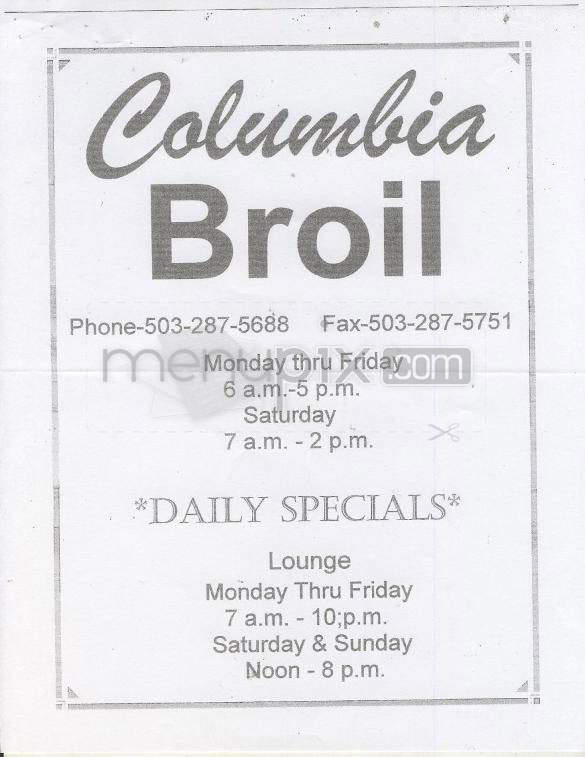 Columbia
Broil
Phone-503-287-5688 Fax-503-287-5751
menupix.com
Monday thru Friday
6 a.m.-5 p.m.
Saturday
7 a.m. - 2 p.m.
*DAILY SPECIALS*
Lounge
Monday Thru Friday
7 a.m. - 10;p.m.
Saturday & Sunday
Noon - 8 p.m.